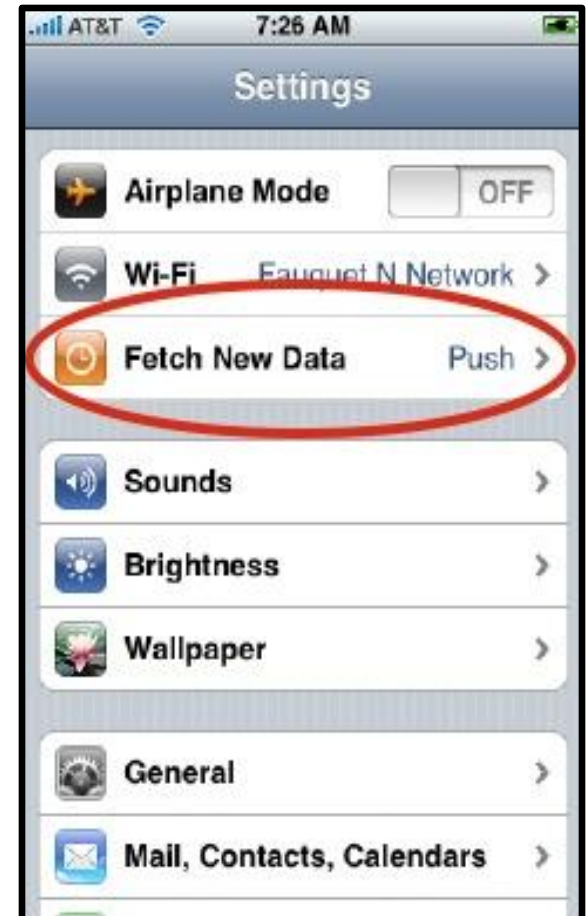 AT&T 7:26 AM
Settings
Airplane Mode OFF
Wi-Fi Fauquet N Network
Fetch New Data Push
Sounds
Brightness
Wallpaper
General
Mail, Contacts, Calendars